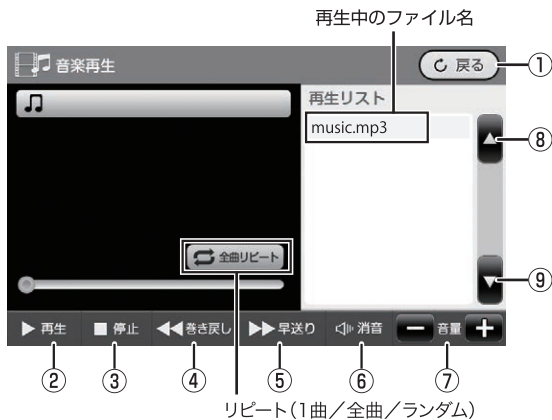 再生中のファイル名
音楽再生
戻る
①
再生リスト
music.mp3
⑧
全曲リピート
⑨
再生 停止 巻き戻し 早送り 消音 音量
② ③ ④ ⑤ ⑥ ⑦
リピート(1曲/全曲/ランダム)